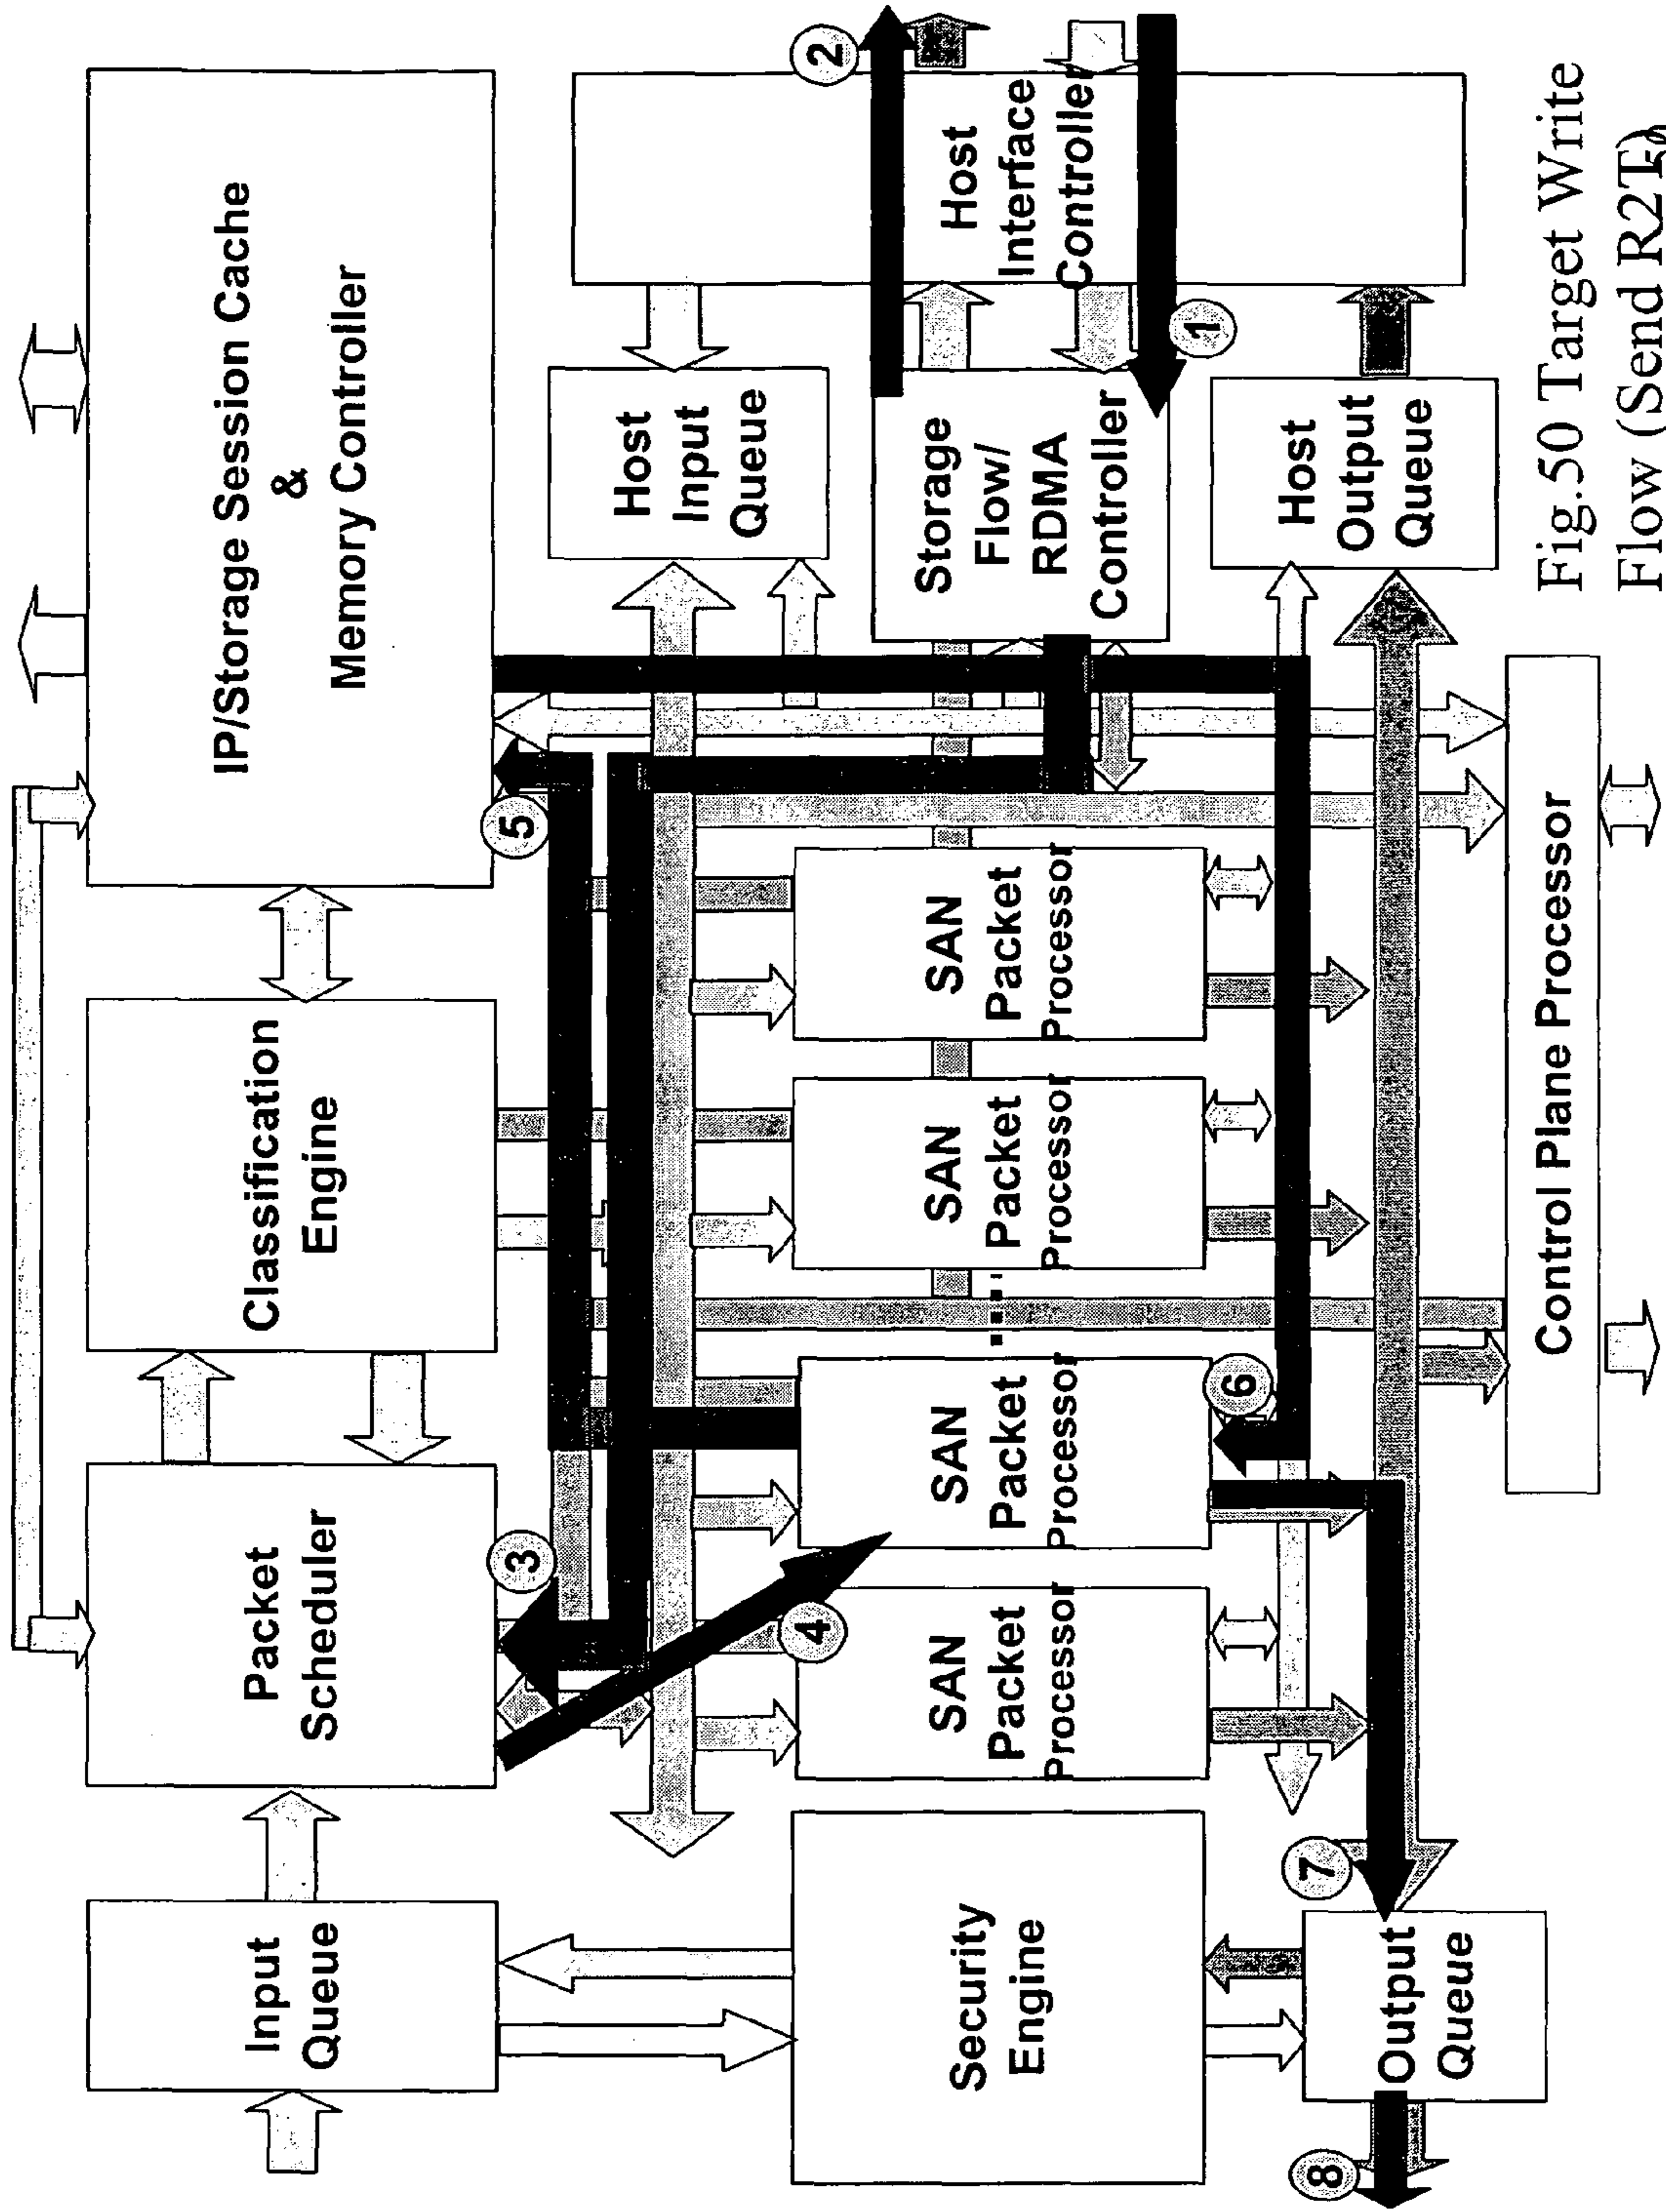 IP/Storage Session Cache
&
Memory Controller
Classification
Engine
Packet
Scheduler
Input
Queue
Host
Input
Queue
Storage
Flow/
RDMA
Controller
Host
Output
Queue
Host
Interface
Controller
SAN
Packet
Processor
SAN
Packet
Processor
SAN
Packet
Processor
SAN
Packet
Processor
Security
Engine
Output
Queue
Control Plane Processor
1
2
3
4
5
6
7
8
Fig.50 Target Write
Flow (Send R2T)
50